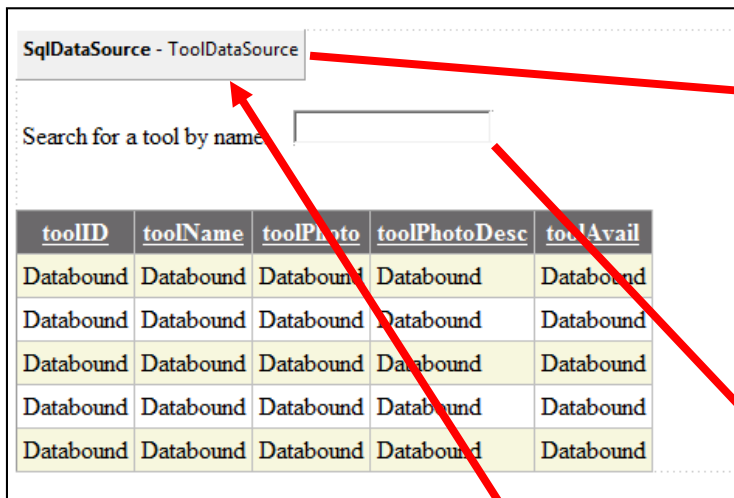 SqlDataSource - ToolDataSource
Search for a tool by name
toolID toolName toolPhoto toolPhotoDesc toolAvail
Databound Databound Databound Databound Databound
Databound Databound Databound Databound Databound
Databound Databound Databound Databound Databound
Databound Databound Databound Databound Databound
Databound Databound Databound Databound Databound